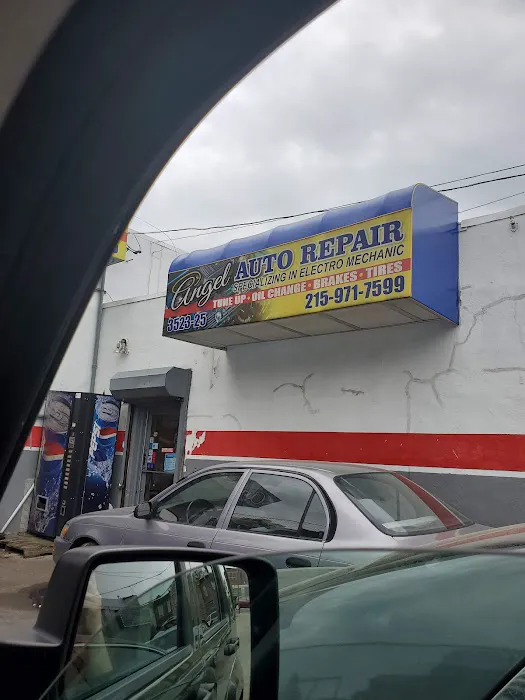 Angel AUTO REPAIR
SPECIALIZING IN ELECTRO MECHANIC
TUNE UP • OIL CHANGE • BRAKES • TIRES
3523-25 215-971-7599